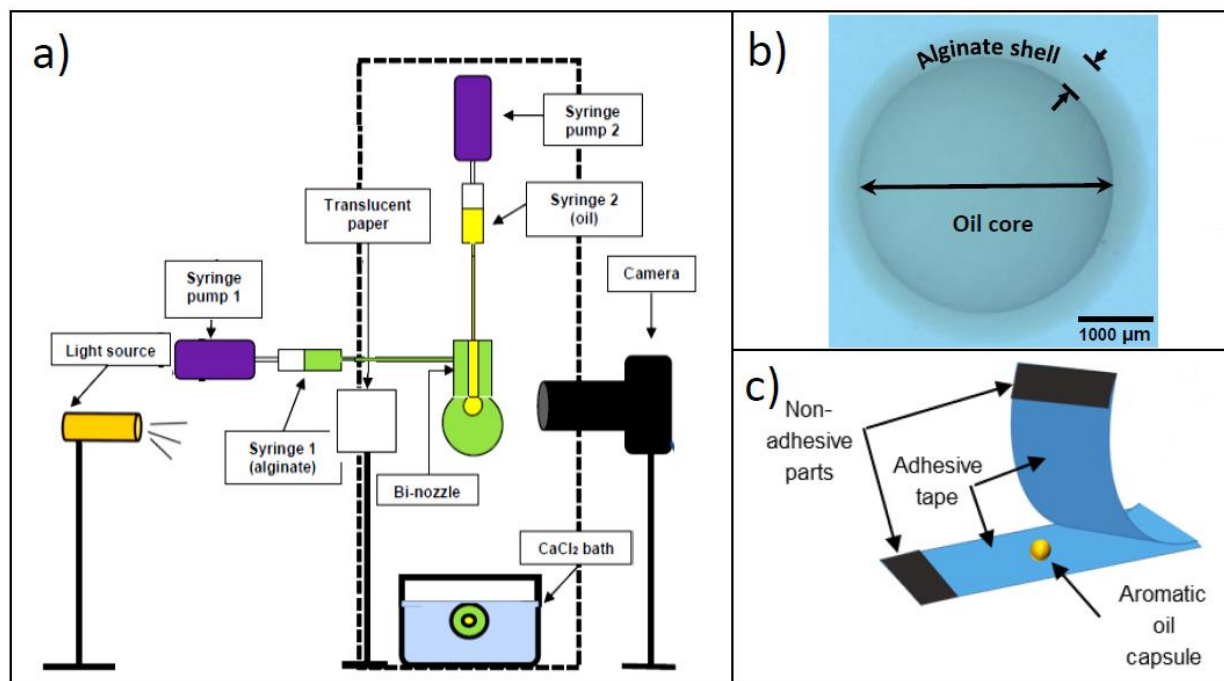 a)
Syringe
pump 2
Translucent
paper
Syringe 2
(oil)
Syringe
pump 1
Camera
Light source
Syringe 1
(alginate)
Bi-nozzle
CaCl₂ bath
b)
Alginate shell
Oil core
1000 µm
c)
Non-
adhesive
parts
Adhesive
tape
Aromatic
oil
capsule